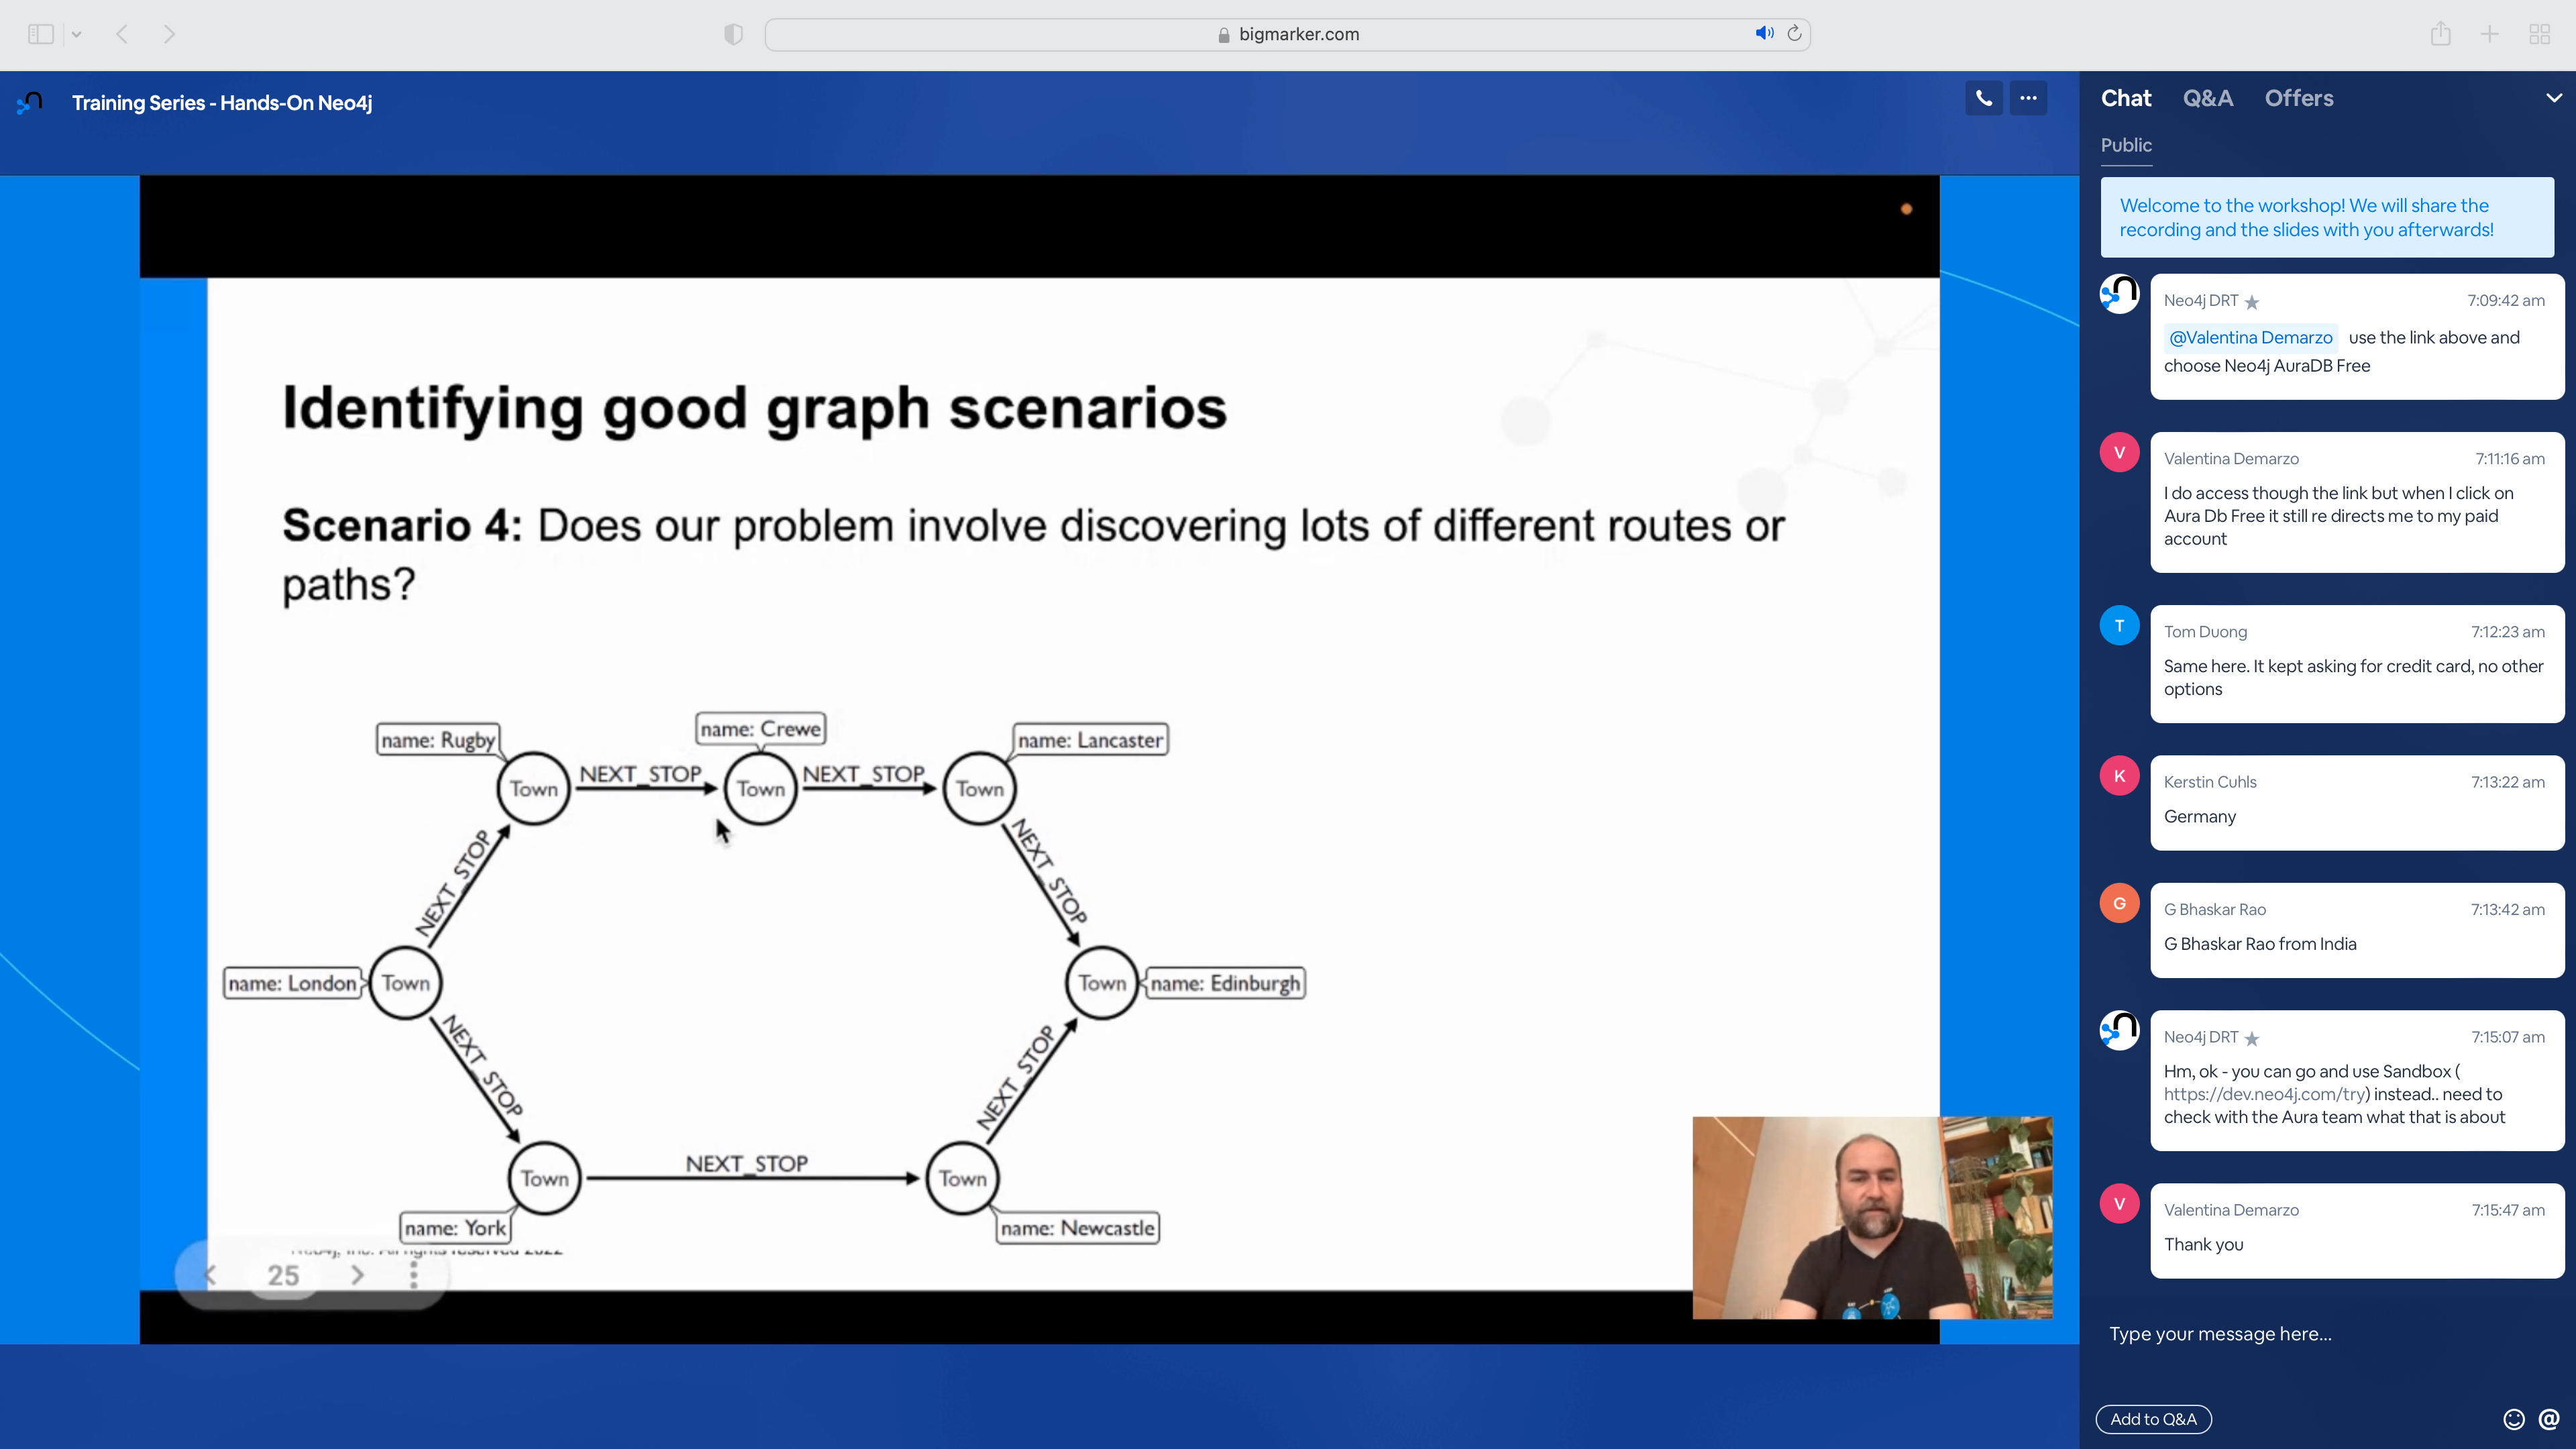 bigmarker.com
Training Series - Hands-On Neo4j
Identifying good graph scenarios
Scenario 4: Does our problem involve discovering lots of different routes or
paths?
name: Rugby
name: Crewe
name: Lancaster
Town
NEXT_STOP
Town
NEXT_STOP
Town
NEXT_STOP
NEXT_STOP
name: London
Town
Town
name: Edinburgh
NEXT_STOP
NEXT_STOP
Town
NEXT_STOP
Town
name: York
name: Newcastle
Neo4j, Inc. All rights reserved 2022
25
Chat
Q&A
Offers
Public
Welcome to the workshop! We will share the
recording and the slides with you afterwards!
Neo4j DRT
7:09:42 am
@Valentina Demarzo use the link above and
choose Neo4j AuraDB Free
V
Valentina Demarzo
7:11:16 am
I do access though the link but when I click on
Aura Db Free it still re directs me to my paid
account
T
Tom Duong
7:12:23 am
Same here. It kept asking for credit card, no other
options
K
Kerstin Cuhls
7:13:22 am
Germany
G
G Bhaskar Rao
7:13:42 am
G Bhaskar Rao from India
Neo4j DRT
7:15:07 am
Hm, ok - you can go and use Sandbox (
https://dev.neo4j.com/try) instead.. need to
check with the Aura team what that is about
V
Valentina Demarzo
7:15:47 am
Thank you
Type your message here...
Add to Q&A
@